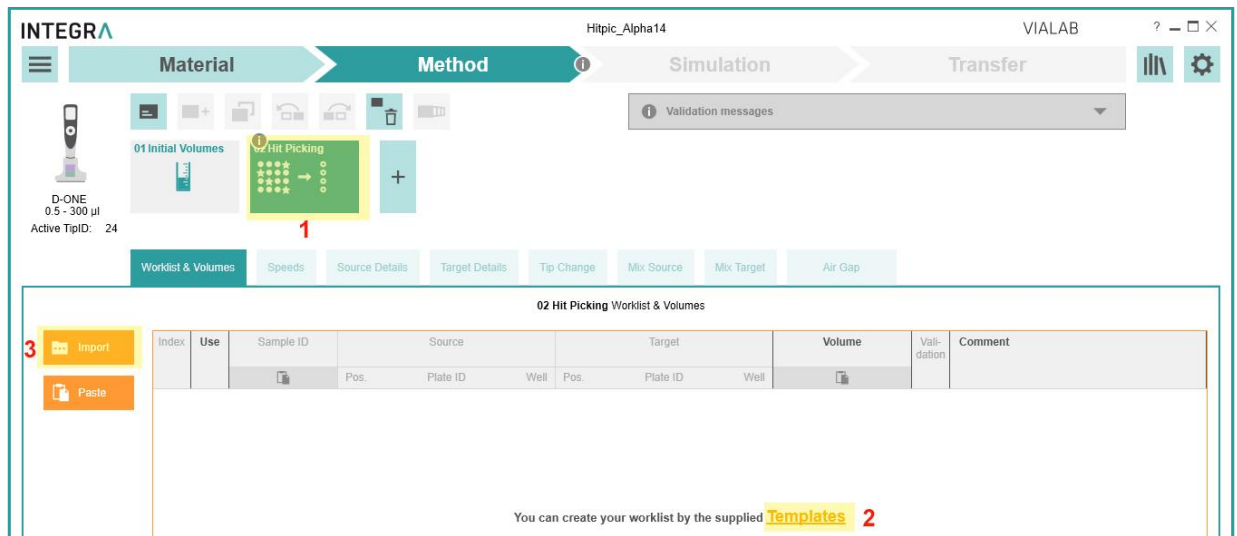 INTEGRA
Hitpic_Alpha14
VIALAB
? – □ ×
Material
Method
i
Simulation
Transfer
i Validation messages
01 Initial Volumes
02 Hit Picking
+
D-ONE
0.5 - 300 µl
Active TipID: 24
1
Worklist & Volumes
Speeds
Source Details
Target Details
Tip Change
Mix Source
Mix Target
Air Gap
02 Hit Picking Worklist & Volumes
3
Import
Paste
Index Use Sample ID Source Target Volume Vali- Comment
dation
Pos. Plate ID Well Pos. Plate ID Well
You can create your worklist by the supplied Templates 2